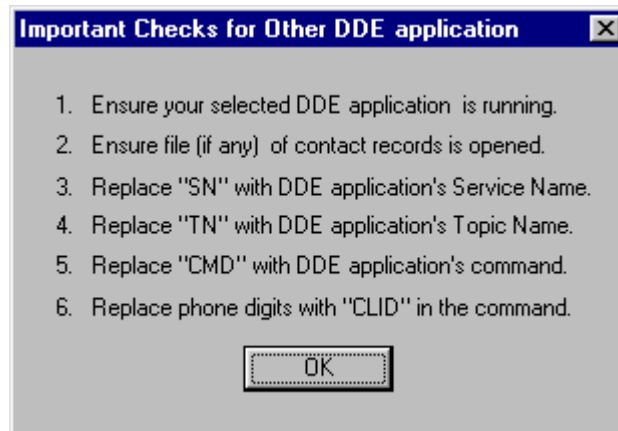 Important Checks for Other DDE application
1. Ensure your selected DDE application is running.
2. Ensure file (if any) of contact records is opened.
3. Replace "SN" with DDE application's Service Name.
4. Replace "TN" with DDE application's Topic Name.
5. Replace "CMD" with DDE application's command.
6. Replace phone digits with "CLID" in the command.
OK